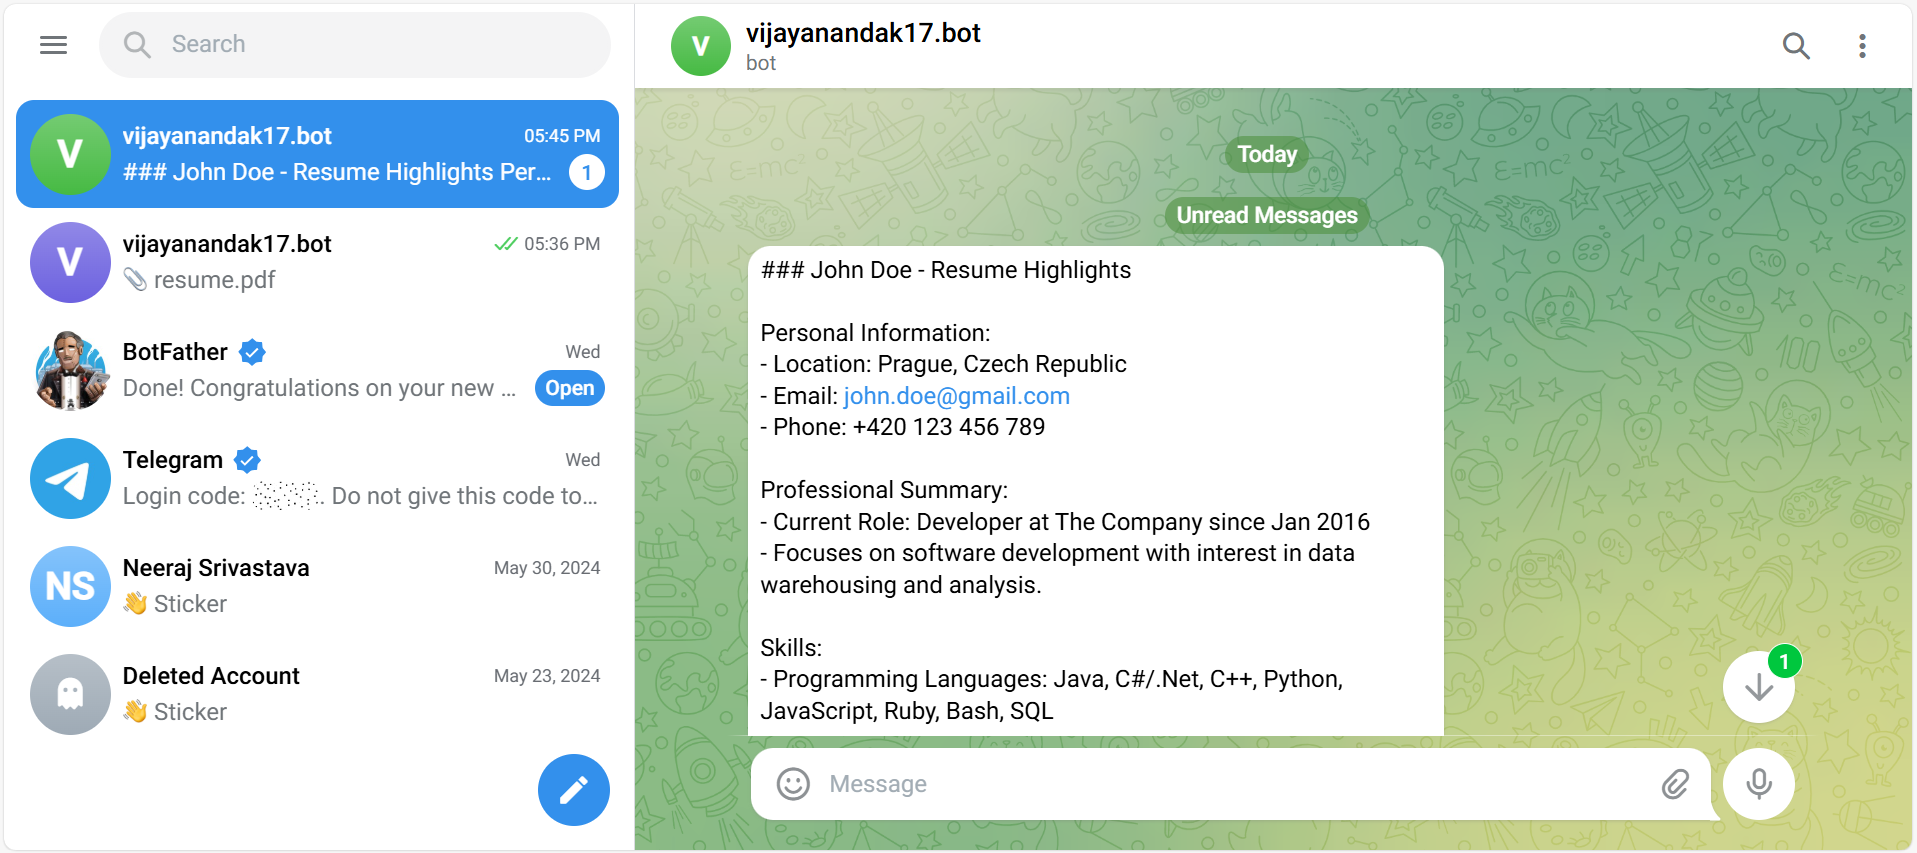 Search
V
vijayanandak17.bot
05:45 PM
### John Doe - Resume Highlights Per...
1
V
vijayanandak17.bot
05:36 PM
resume.pdf
BotFather
Wed
Done! Congratulations on your new ...
Open
Telegram
Wed
Login code: . Do not give this code to...
NS
Neeraj Srivastava
May 30, 2024
👋 Sticker
Deleted Account
May 23, 2024
👋 Sticker
V
vijayanandak17.bot
bot
Today
Unread Messages
### John Doe - Resume Highlights
Personal Information:
- Location: Prague, Czech Republic
- Email: john.doe@gmail.com
- Phone: +420 123 456 789
Professional Summary:
- Current Role: Developer at The Company since Jan 2016
- Focuses on software development with interest in data
warehousing and analysis.
Skills:
- Programming Languages: Java, C#/.Net, C++, Python,
JavaScript, Ruby, Bash, SQL
1
Message